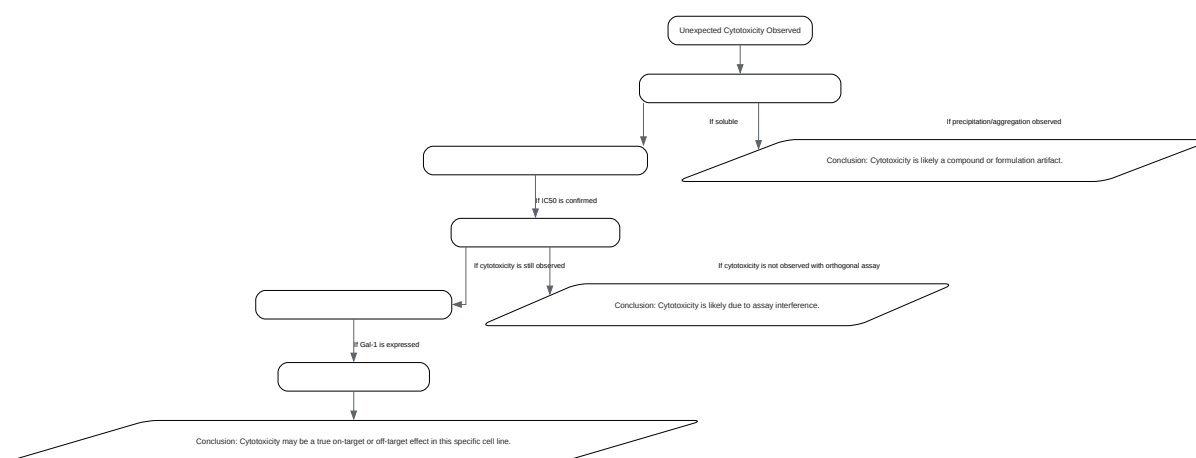 Unexpected Cytotoxicity Observed
If soluble
If precipitation/aggregation observed
Conclusion: Cytotoxicity is likely a compound or formulation artifact.
If IC50 is confirmed
If cytotoxicity is still observed
If cytotoxicity is not observed with orthogonal assay
Conclusion: Cytotoxicity is likely due to assay interference.
If Gal-1 is expressed
Conclusion: Cytotoxicity may be a true on-target or off-target effect in this specific cell line.